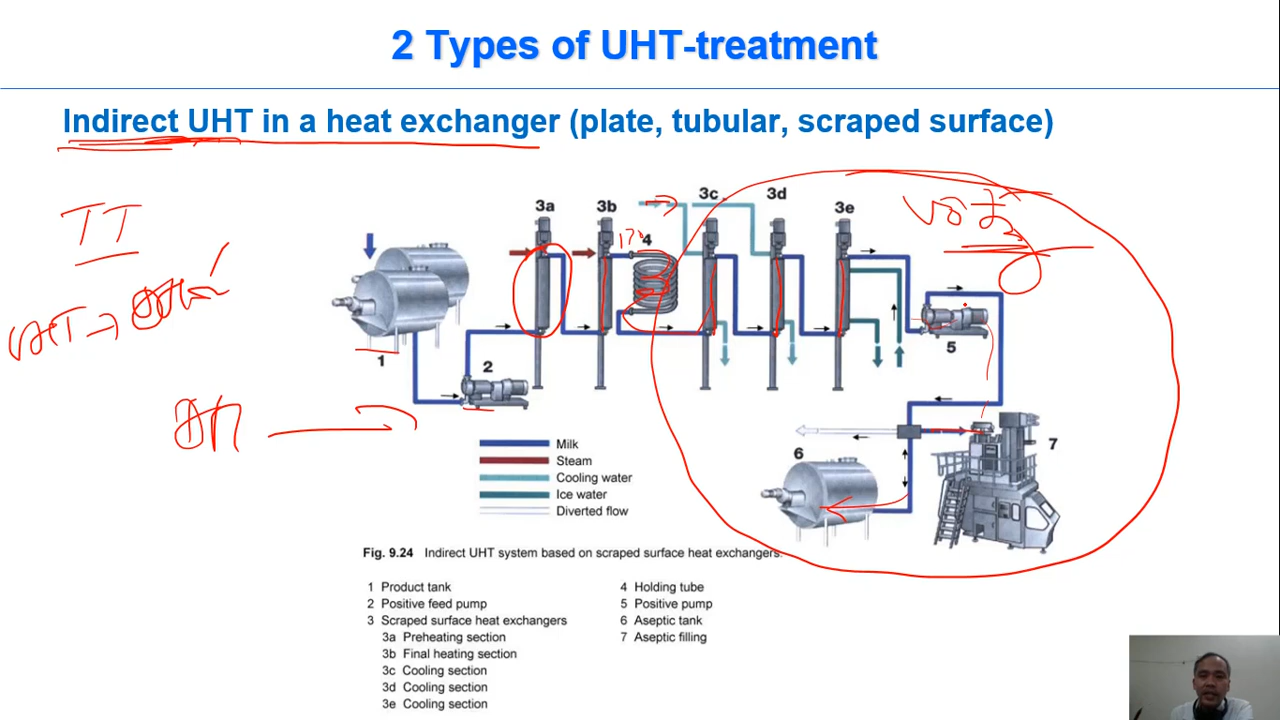 2 Types of UHT-treatment
Indirect UHT in a heat exchanger (plate, tubular, scraped surface)
TT
3a
3b
4
3c
3d
3e
1
2
5
6
7
Milk
Steam
Cooling water
Ice water
Diverted flow
Fig. 9.24 Indirect UHT system based on scraped surface heat exchangers.
1 Product tank
2 Positive feed pump
3 Scraped surface heat exchangers
3a Preheating section
3b Final heating section
3c Cooling section
3d Cooling section
3e Cooling section
4 Holding tube
5 Positive pump
6 Aseptic tank
7 Aseptic filling